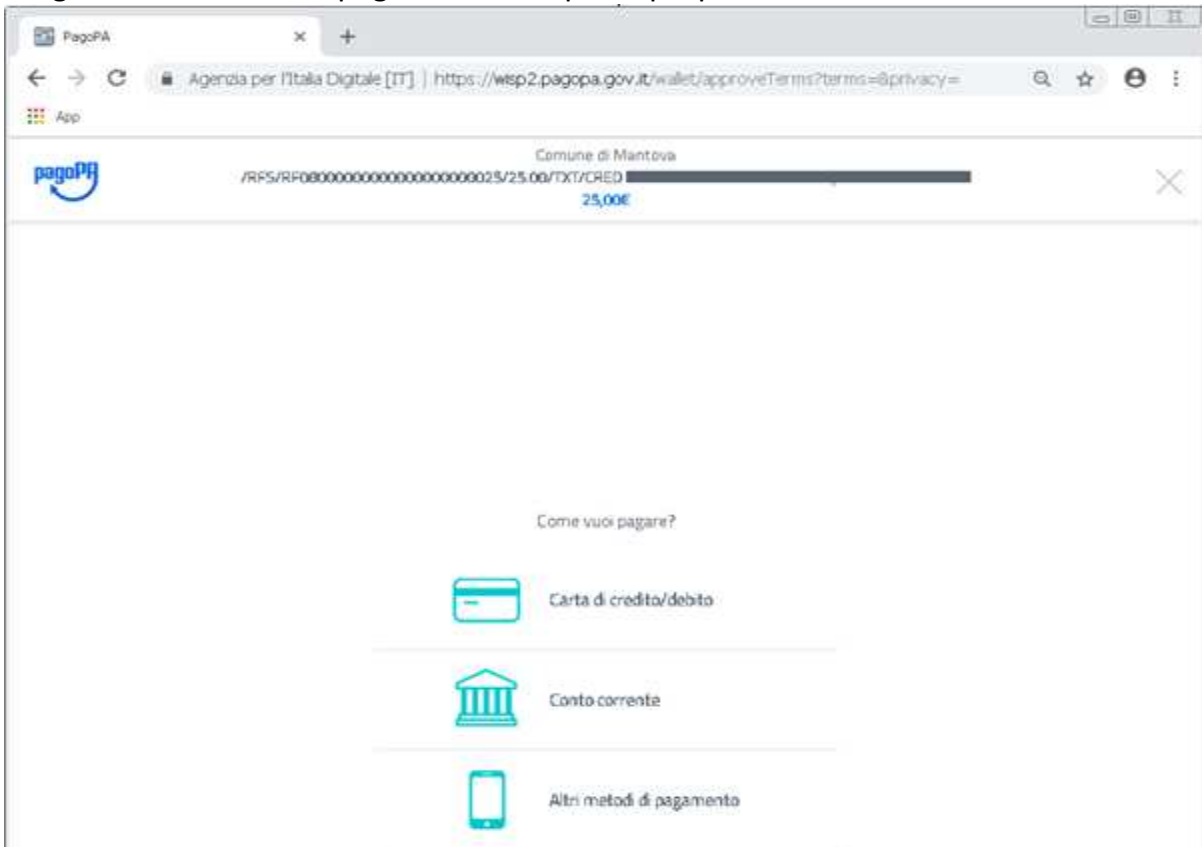 PagoPA
Agenzia per l'Italia Digitale [IT] | https://wisp2.pagopa.gov.it/wallet/approveTerms?terms=&privacy=
App
pagoPA
Comune di Mantova
/RFS/RF080000000000000000000025/25.00/TXT/CRED
25,00€
Come vuoi pagare?
Carta di credito/debito
Conto corrente
Altri metodi di pagamento